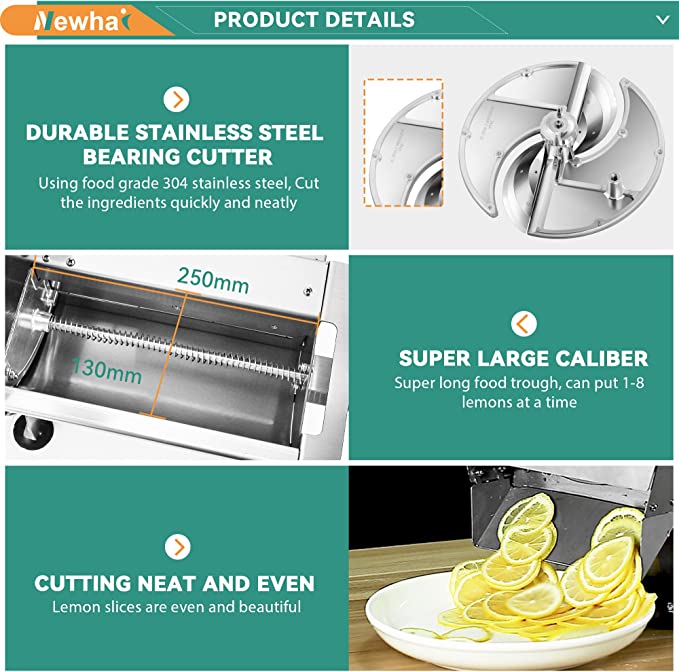 Newhai
PRODUCT DETAILS
DURABLE STAINLESS STEEL
BEARING CUTTER
Using food grade 304 stainless steel, Cut
the ingredients quickly and neatly
250mm
130mm
SUPER LARGE CALIBER
Super long food trough, can put 1-8
lemons at a time
CUTTING NEAT AND EVEN
Lemon slices are even and beautiful